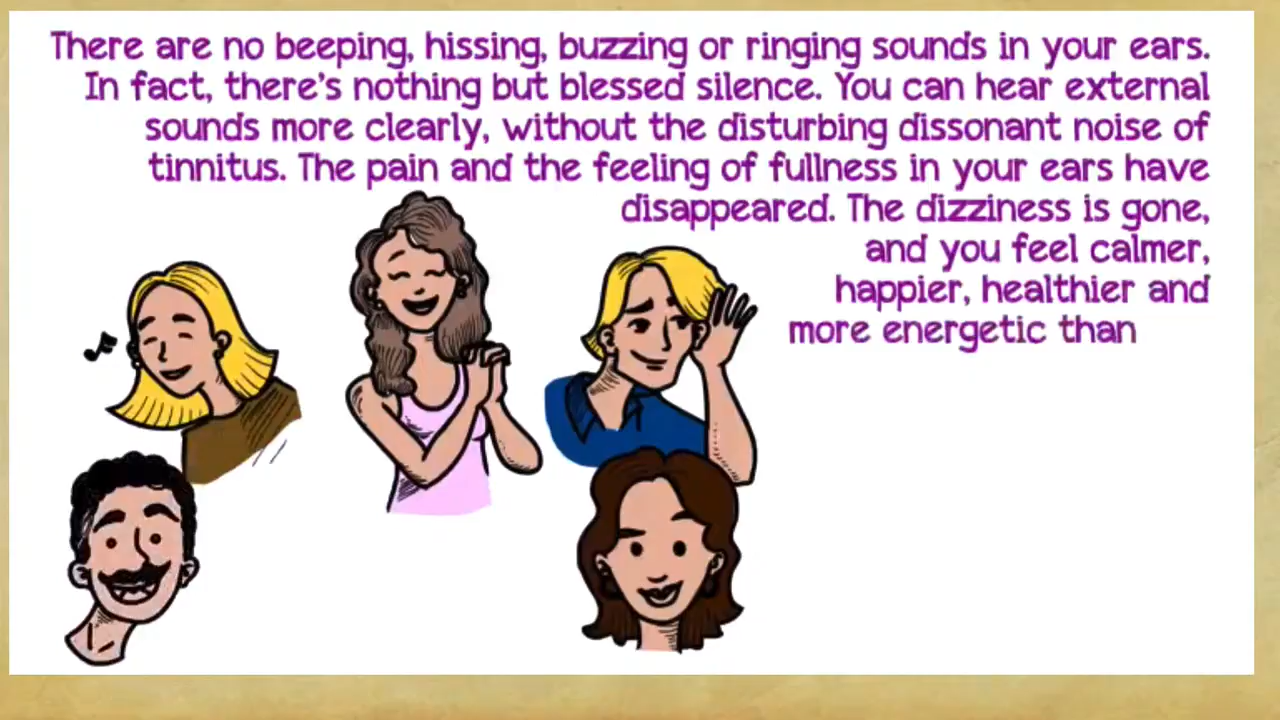 There are no beeping, hissing, buzzing or ringing sounds in your ears.
In fact, there's nothing but blessed silence. You can hear external
sounds more clearly, without the disturbing dissonant noise of
tinnitus. The pain and the feeling of fullness in your ears have
disappeared. The dizziness is gone,
and you feel calmer,
happier, healthier and
more energetic than